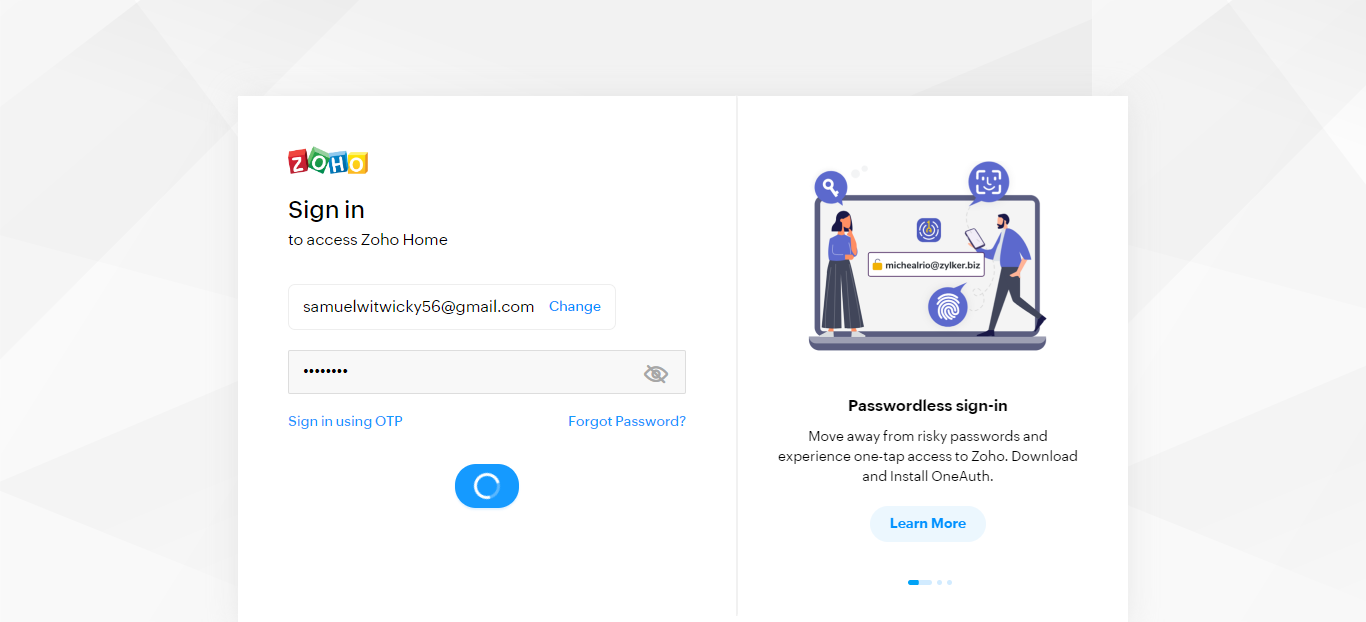 ZOHO
Sign in
to access Zoho Home
samuelwitwicky56@gmail.com Change
••••••••
Sign in using OTP Forgot Password?
michealrio@zylker.biz
Passwordless sign-in
Move away from risky passwords and
experience one-tap access to Zoho. Download
and Install OneAuth.
Learn More